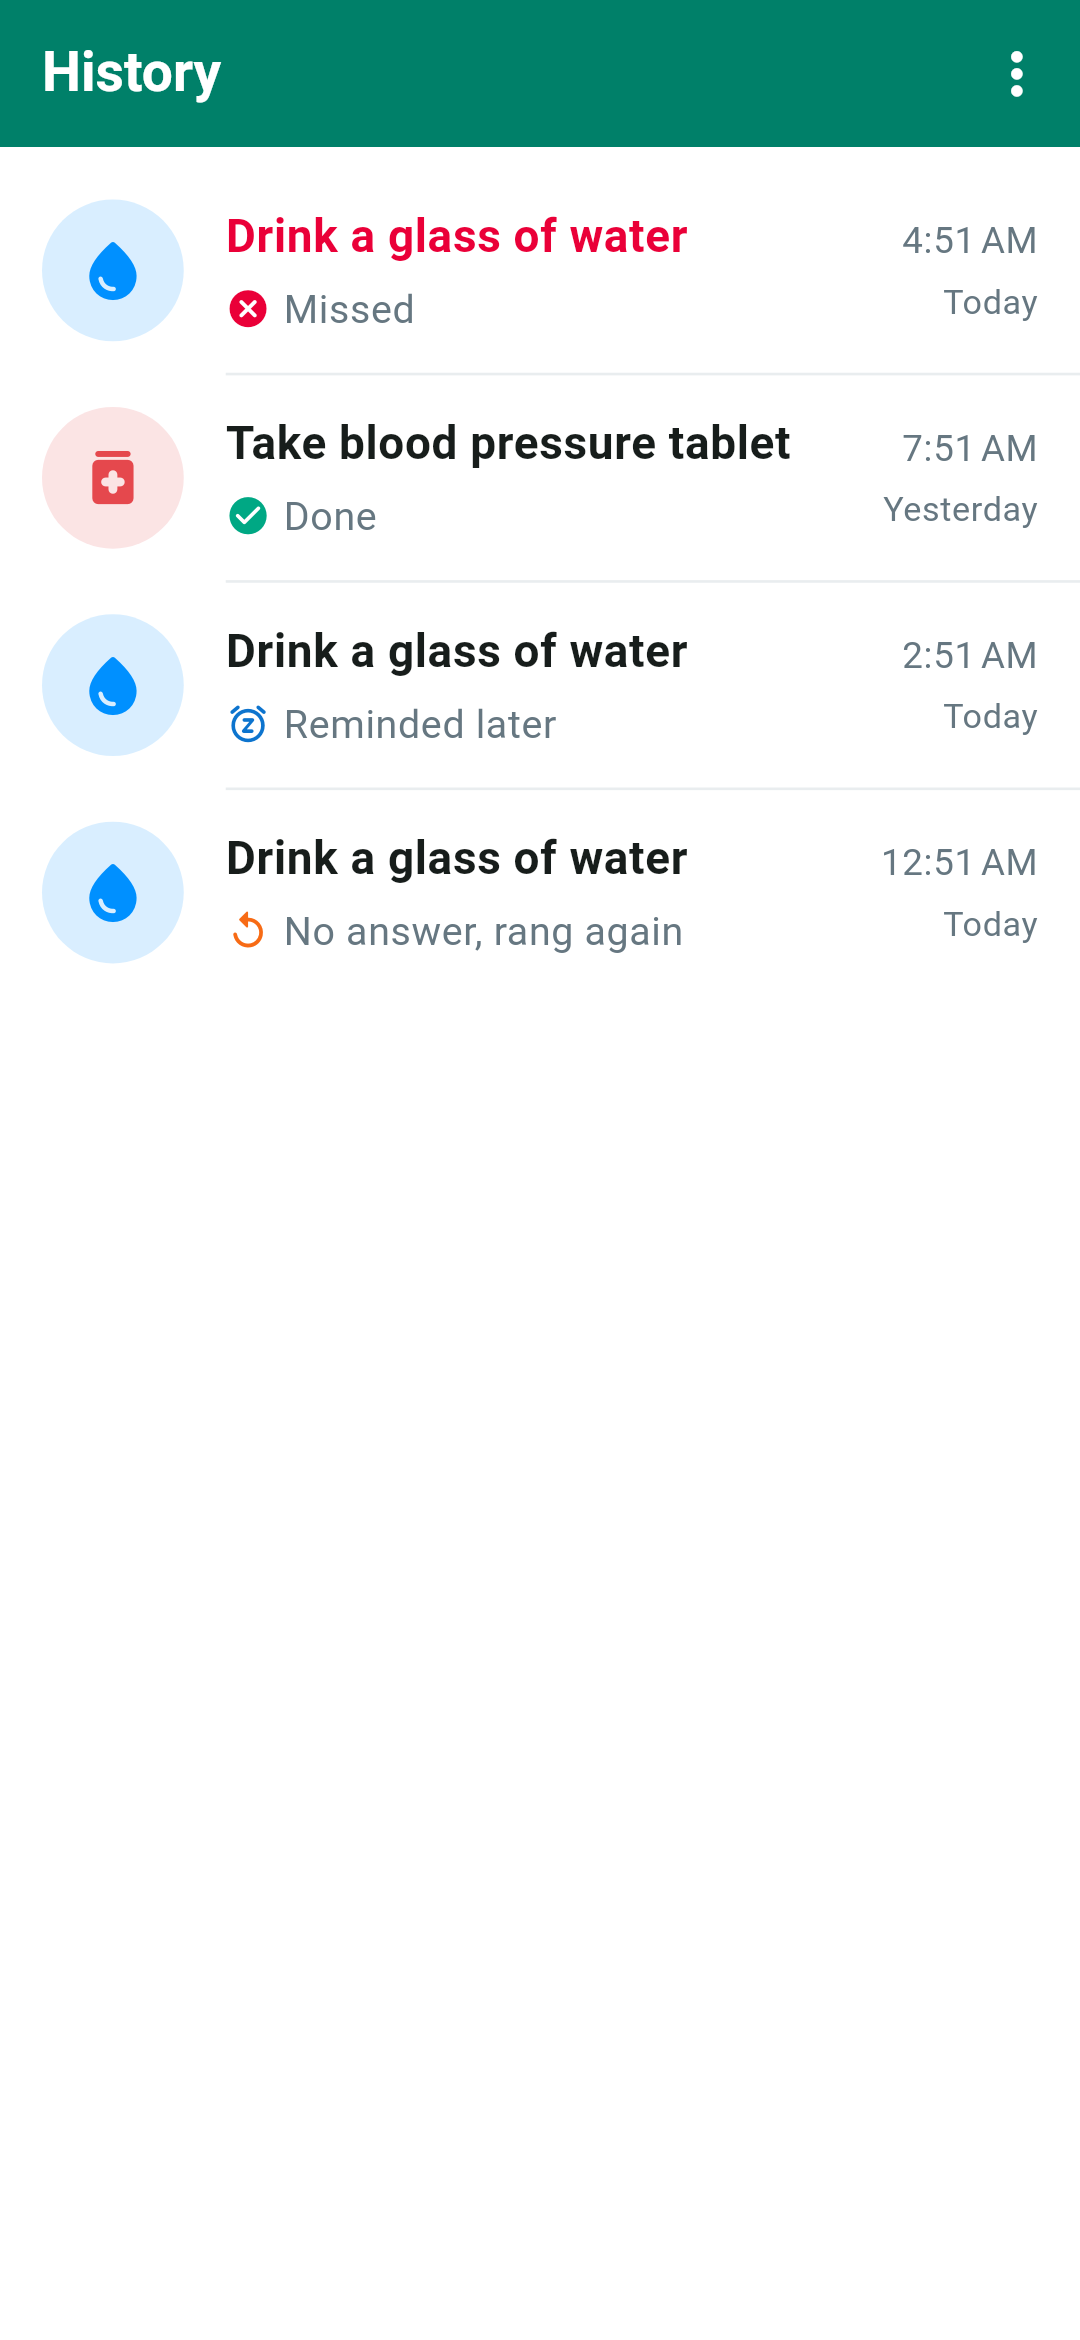 History
Drink a glass of water
4:51 AM
Missed
Today
Take blood pressure tablet
7:51 AM
Done
Yesterday
Drink a glass of water
2:51 AM
Reminded later
Today
Drink a glass of water
12:51 AM
No answer, rang again
Today